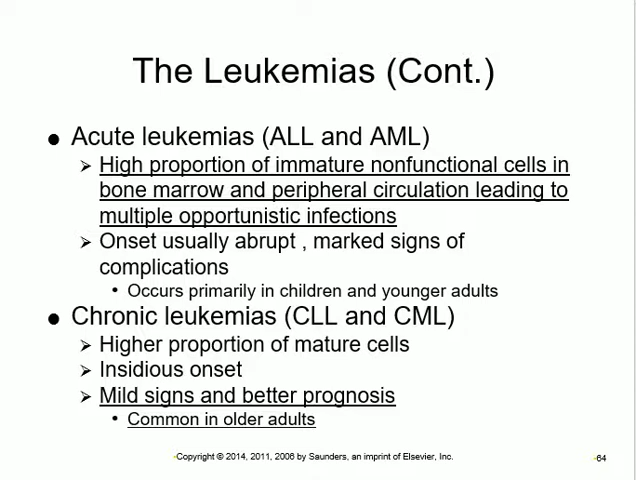 The Leukemias (Cont.)
● Acute leukemias (ALL and AML)
➢ High proportion of immature nonfunctional cells in
bone marrow and peripheral circulation leading to
multiple opportunistic infections
➢ Onset usually abrupt , marked signs of
complications
• Occurs primarily in children and younger adults
● Chronic leukemias (CLL and CML)
➢ Higher proportion of mature cells
➢ Insidious onset
➢ Mild signs and better prognosis
• Common in older adults
•Copyright © 2014, 2011, 2006 by Saunders, an imprint of Elsevier, Inc.
•64